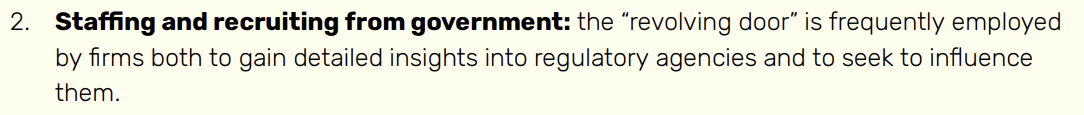 2. Staffing and recruiting from government: the “revolving door” is frequently employed
by firms both to gain detailed insights into regulatory agencies and to seek to influence
them.